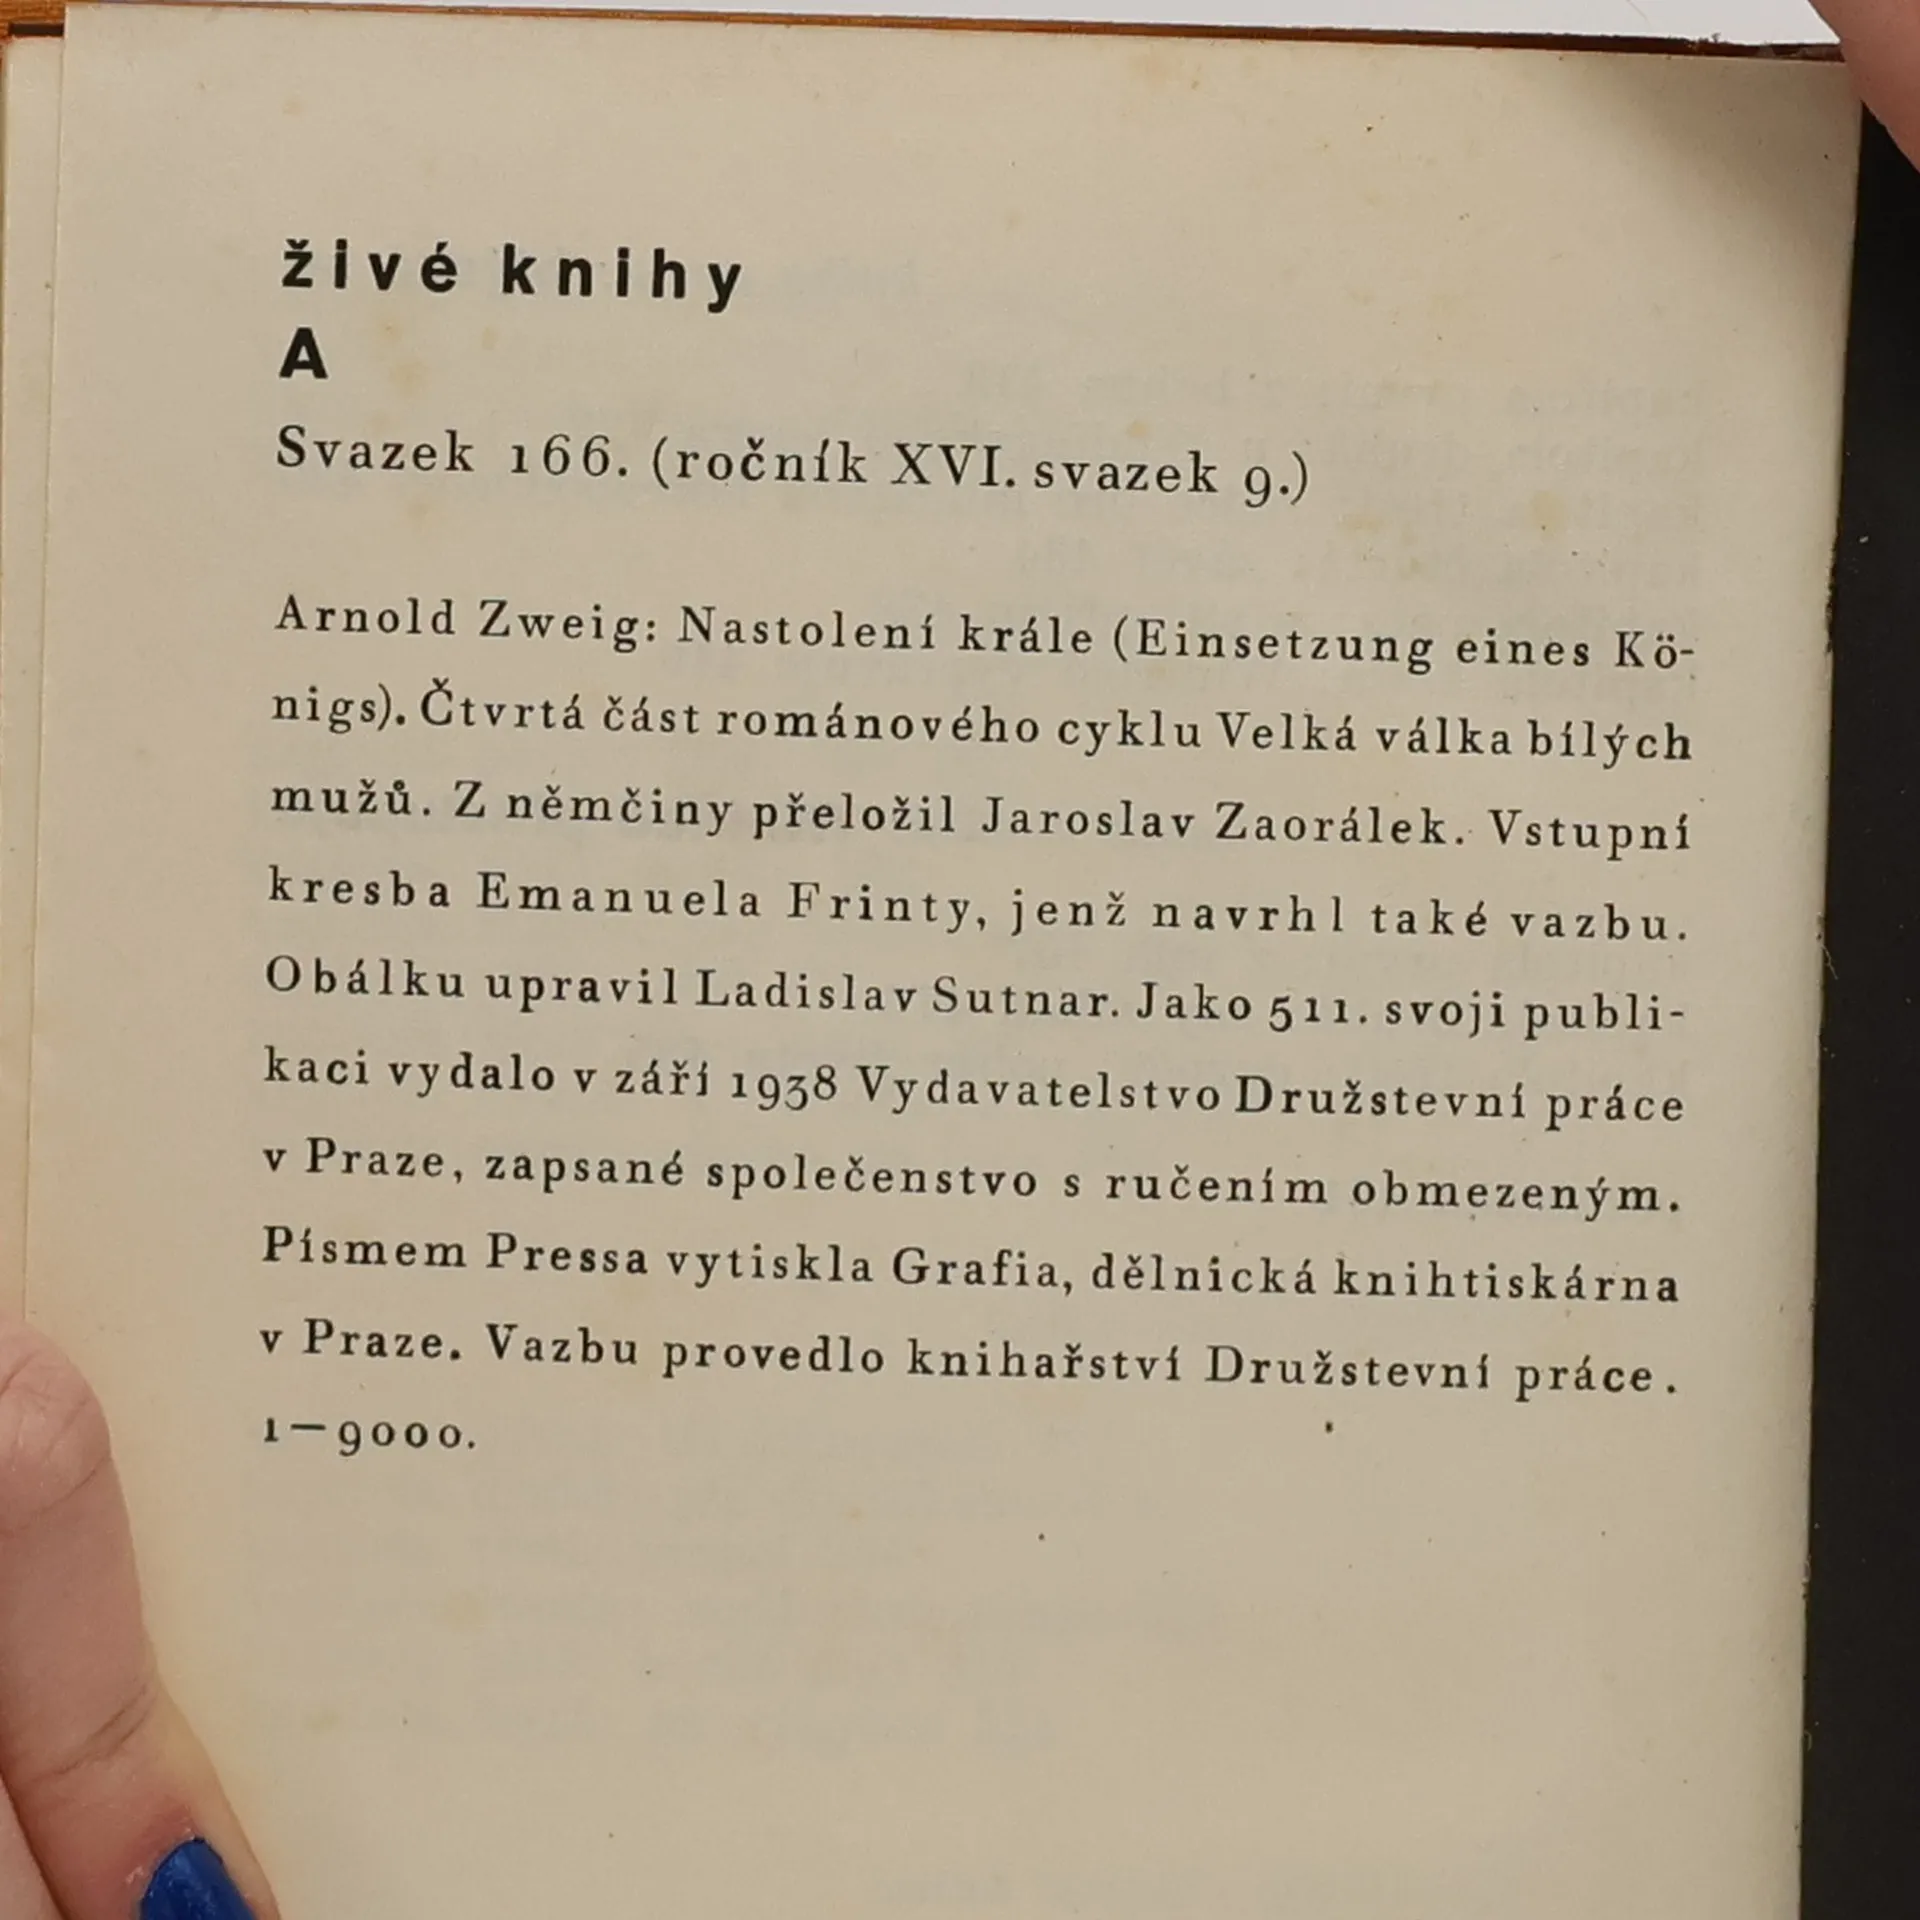 živé knihy
A
Svazek 166. (ročník XVI. svazek 9.)
Arnold Zweig: Nastolení krále (Einsetzung eines Kö-
nigs). Čtvrtá část románového cyklu Velká válka bílých
mužů. Z němčiny přeložil Jaroslav Zaorálek. Vstupní
kresba Emanuela Frinty, jenž navrhl také vazbu.
Obálku upravil Ladislav Sutnar. Jako 511. svoji publi-
kaci vydalo v září 1938 Vydavatelstvo Družstevní práce
v Praze, zapsané společenstvo s ručením obmezeným.
Písmem Pressa vytiskla Grafia, dělnická knihtiskárna
v Praze. Vazbu provedlo knihařství Družstevní práce.
1—9000.